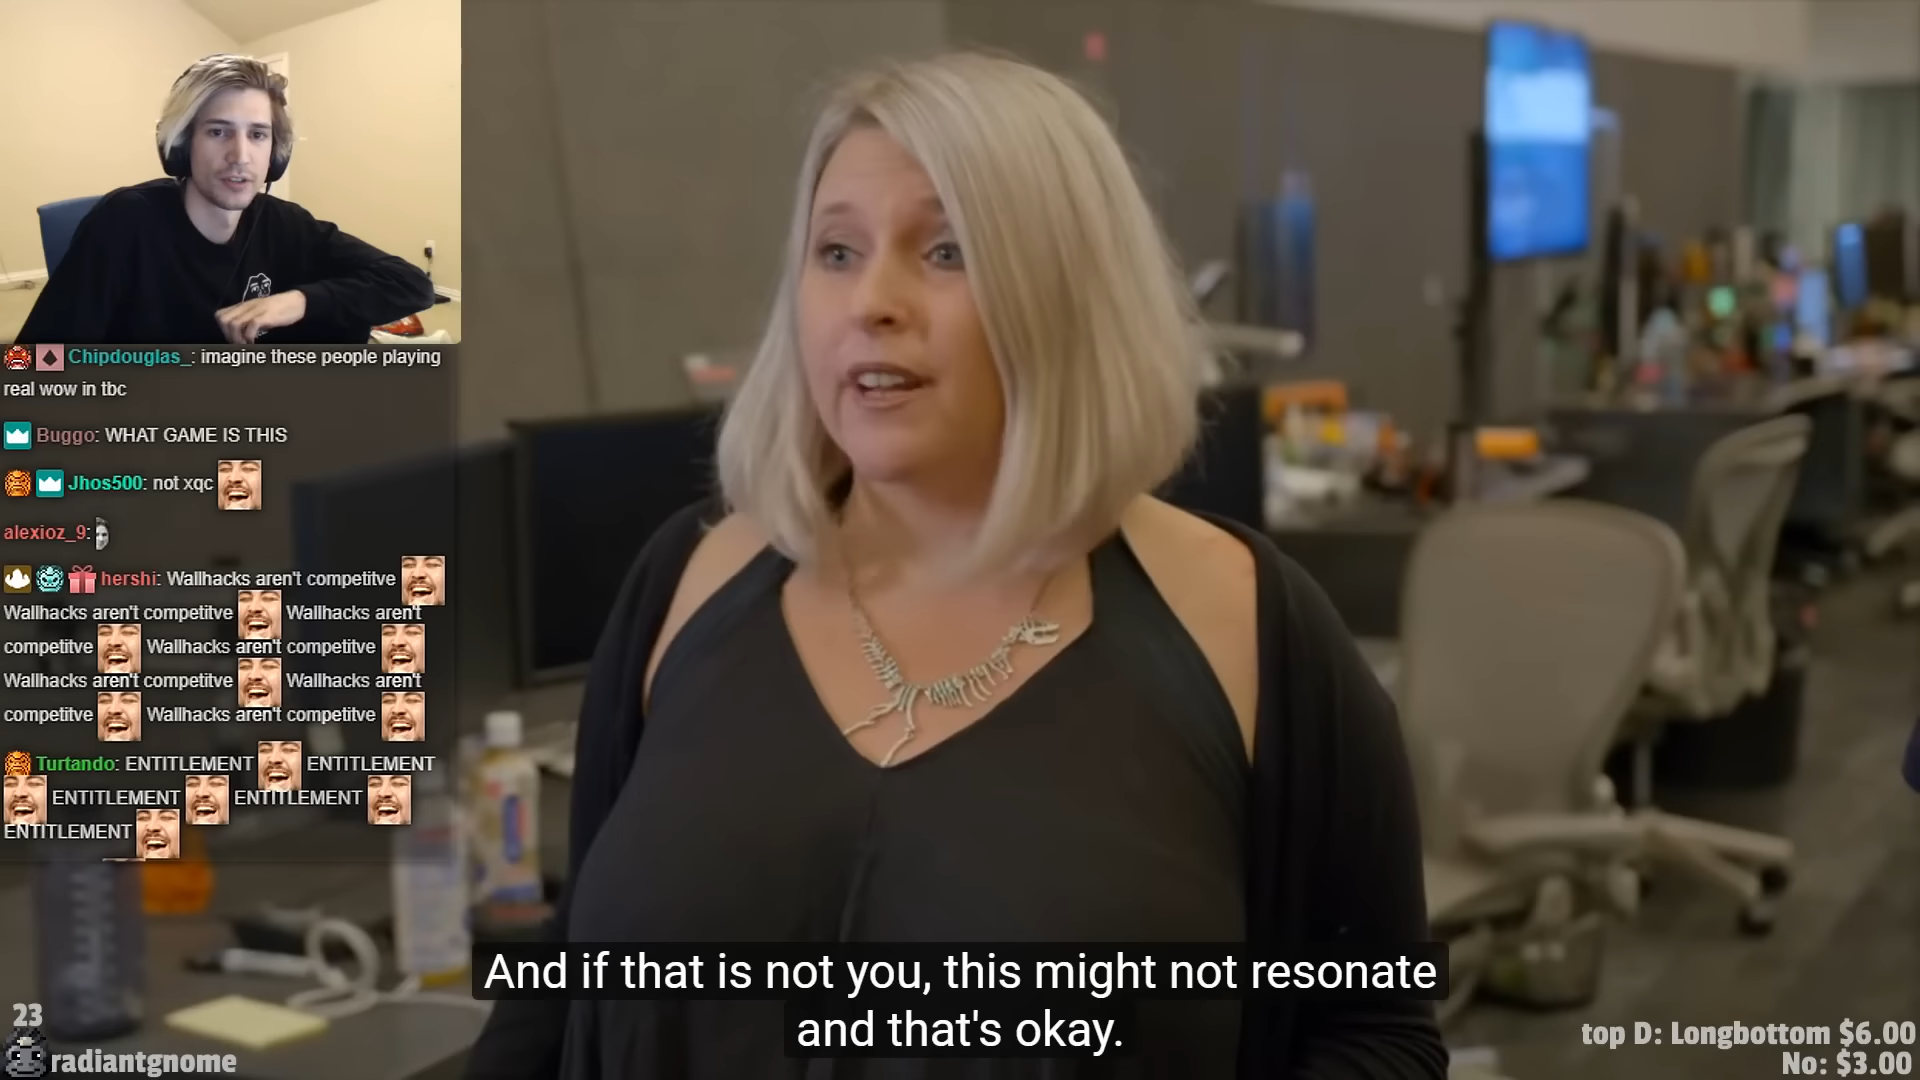 Chipdouglas_: imagine these people playing
real wow in tbc
Buggo: WHAT GAME IS THIS
Jhos500: not xqc
alexioz_9:
hershi: Wallhacks aren't competitve
Wallhacks aren't competitve Wallhacks aren't
competitve Wallhacks aren't competitve
Wallhacks aren't competitve Wallhacks aren't
competitve Wallhacks aren't competitve
Turtando: ENTITLEMENT ENTITLEMENT
ENTITLEMENT ENTITLEMENT
ENTITLEMENT
And if that is not you, this might not resonate
and that's okay.
23
radiantgnome
top D: Longbottom $6.00
No: $3.00